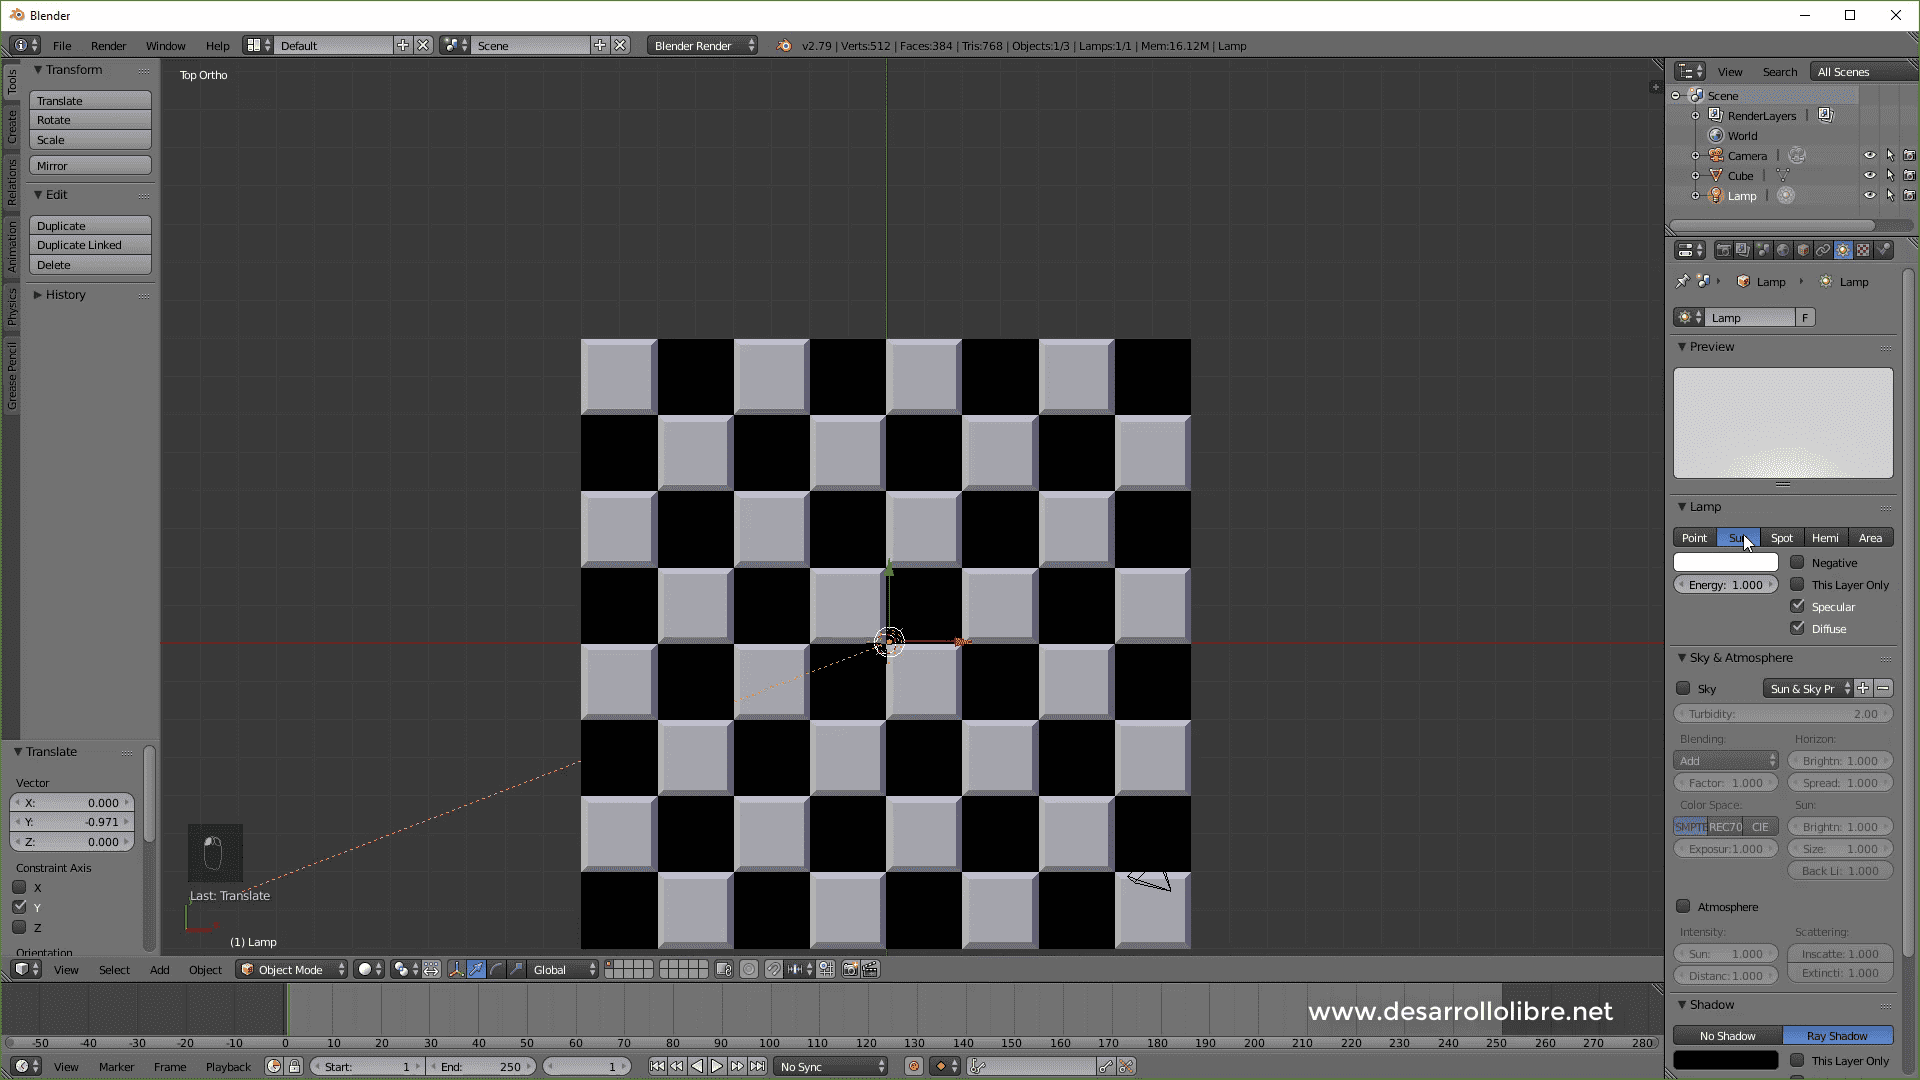 Blender
File Render Window Help Default Scene Blender Render v2.79 | Verts:512 | Faces:384 | Tris:768 | Objects:1/3 | Lamps:1/1 | Mem:16.12M | Lamp
Tools
Create
Relations
Animation
Physics
Grease Pencil
Transform
Translate
Rotate
Scale
Mirror
Edit
Duplicate
Duplicate Linked
Delete
History
Translate
Vector
X: 0.000
Y: -0.971
Z: 0.000
Constraint Axis
X
Y
Z
Orientation
Top Ortho
Last: Translate
(1) Lamp
View Select Add Object Object Mode Global
www.desarrollolibre.net
-50 -40 -30 -20 -10 0 10 20 30 40 50 60 70 80 90 100 110 120 130 140 150 160 170 180 190 200 210 220 230 240 250 260 270 280
View Marker Frame Playback Start: 1 End: 250 1 No Sync
View Search All Scenes
Scene
RenderLayers |
World
Camera |
Cube |
Lamp |
Lamp Lamp
Lamp F
Preview
Lamp
Point Spot Hemi Area
Negative
Energy: 1.000 This Layer Only
Specular
Diffuse
Sky & Atmosphere
Sky Sun & Sky Pr
Turbidity: 2.00
Blending: Horizon:
Add Brightn: 1.000
Factor: 1.000 Spread: 1.000
Color Space: Sun:
SMPTE REC70 CIE Brightn: 1.000
Exposur:1.000 Size: 1.000
Back Li: 1.000
Atmosphere
Intensity: Scattering:
Sun: 1.000 Inscatte: 1.000
Distanc:1.000 Extincti: 1.000
Shadow
No Shadow Ray Shadow
This Layer Only